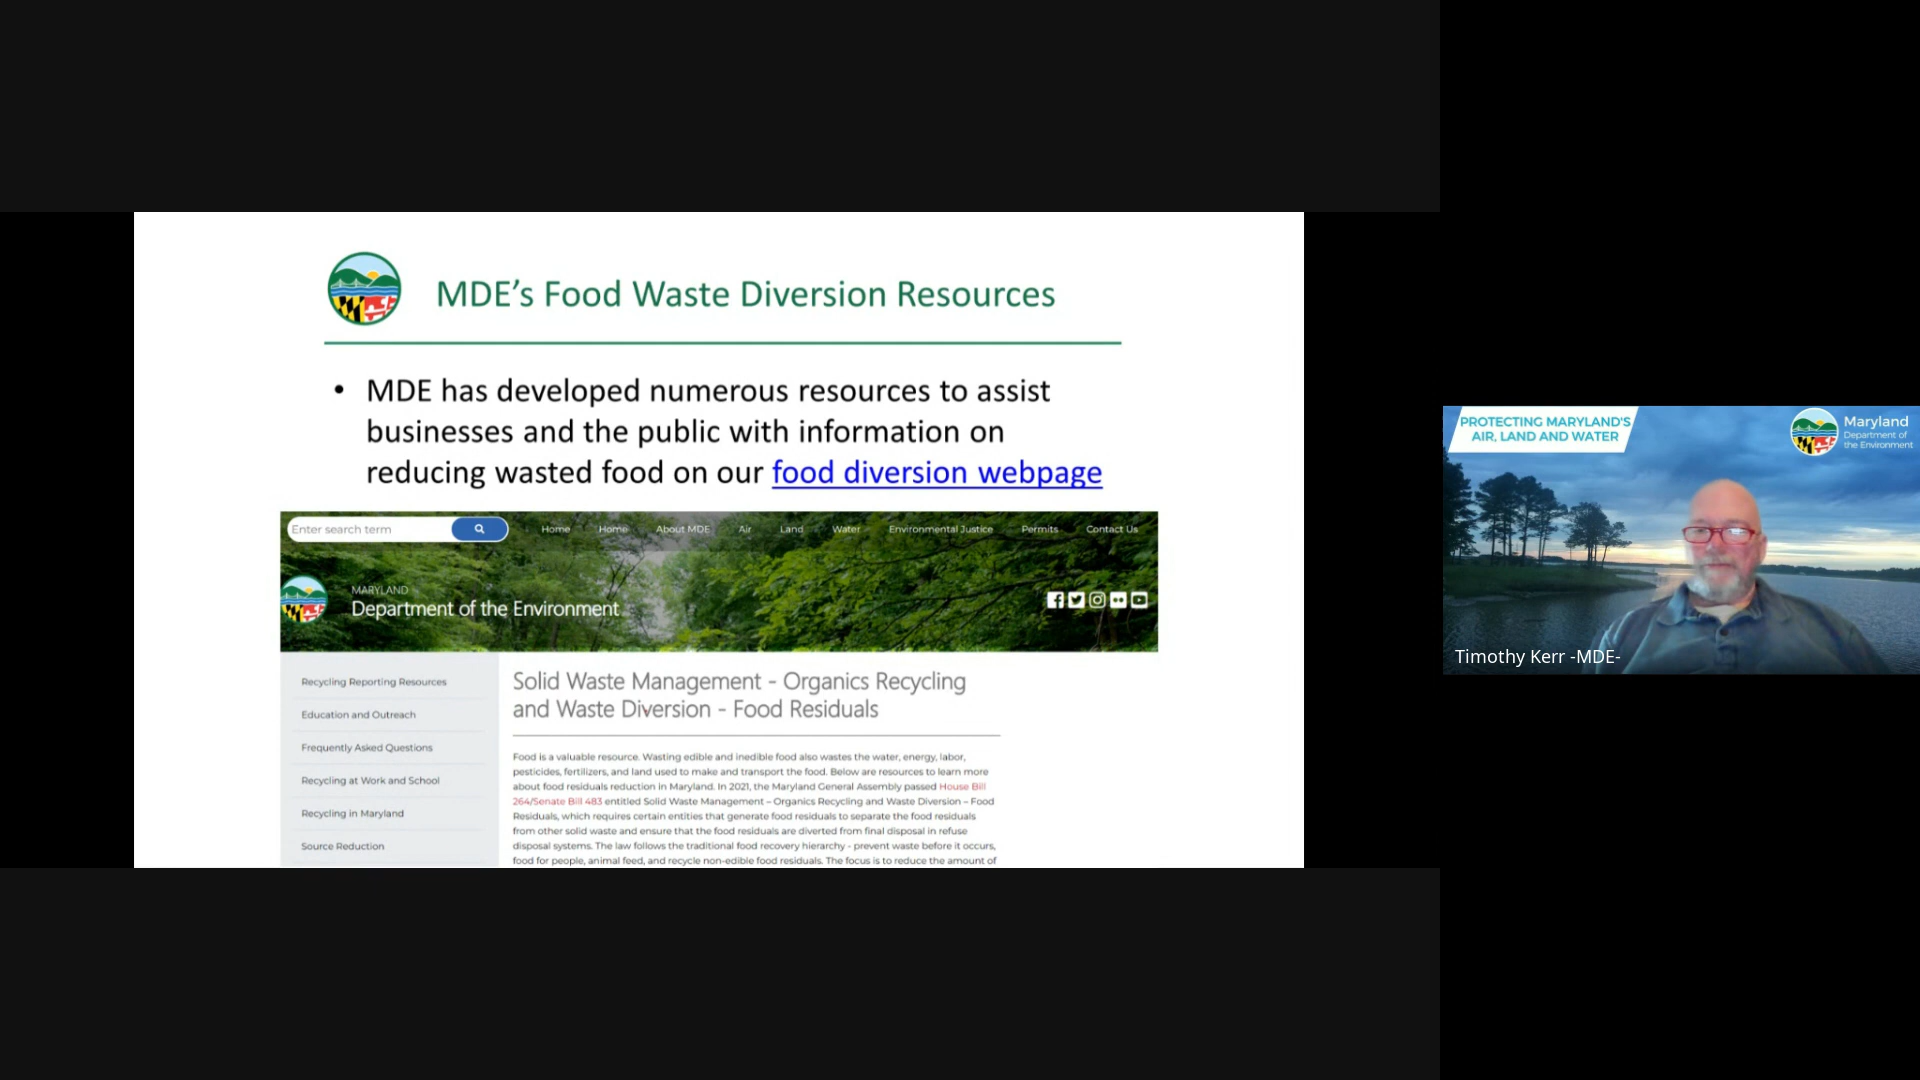 MDE's Food Waste Diversion Resources
• MDE has developed numerous resources to assist
businesses and the public with information on
reducing wasted food on our food diversion webpage
Enter search term
Home Home About MDE Air Land Water Environmental Justice Permits Contact Us
MARYLAND
Department of the Environment
Recycling Reporting Resources
Education and Outreach
Frequently Asked Questions
Recycling at Work and School
Recycling in Maryland
Source Reduction
Solid Waste Management - Organics Recycling
and Waste Diversion - Food Residuals
Food is a valuable resource. Wasting edible and inedible food also wastes the water, energy, labor,
pesticides, fertilizers, and land used to make and transport the food. Below are resources to learn more
about food residuals reduction in Maryland. In 2021, the Maryland General Assembly passed House Bill
264/Senate Bill 483 entitled Solid Waste Management – Organics Recycling and Waste Diversion – Food
Residuals, which requires certain entities that generate food residuals to separate the food residuals
from other solid waste and ensure that the food residuals are diverted from final disposal in refuse
disposal systems. The law follows the traditional food recovery hierarchy - prevent waste before it occurs,
food for people, animal feed, and recycle non-edible food residuals. The focus is to reduce the amount of
PROTECTING MARYLAND'S
AIR, LAND AND WATER
Maryland
Department of
the Environment
Timothy Kerr -MDE-